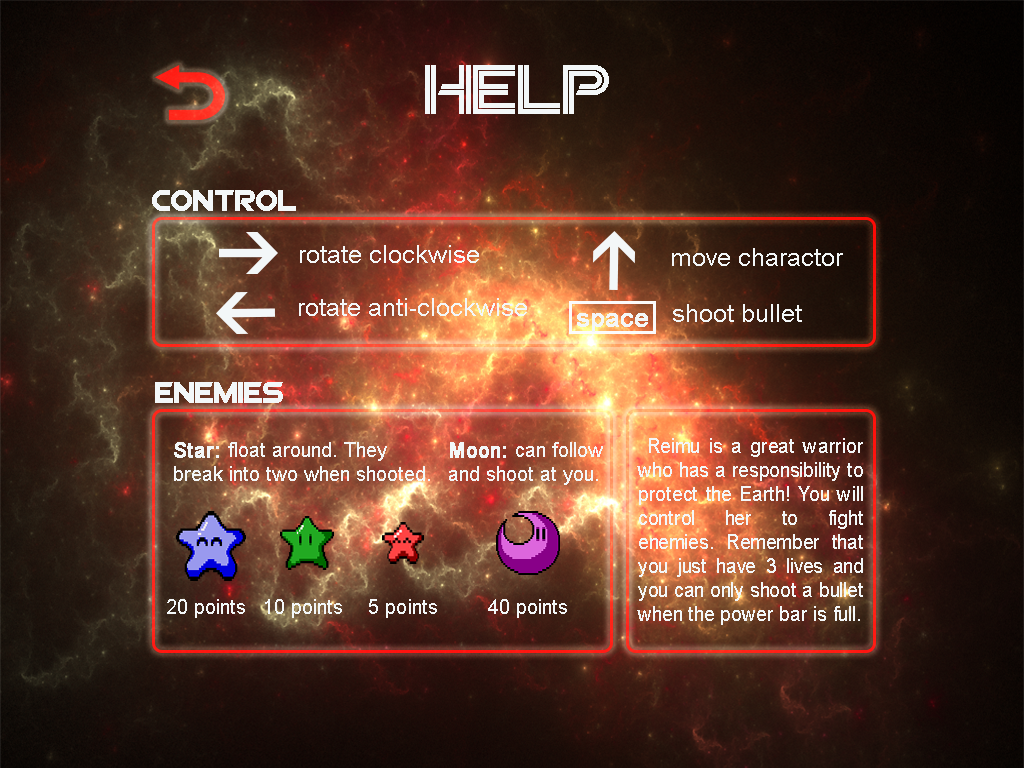 HELP
CONTROL
rotate clockwise
move charactor
rotate anti-clockwise
space
shoot bullet
ENEMIES
Star: float around. They
break into two when shooted.
Moon: can follow
and shoot at you.
20 points
10 points
5 points
40 points
Reimu is a great warrior
who has a responsibility to
protect the Earth! You will
control her to fight
enemies. Remember that
you just have 3 lives and
you can only shoot a bullet
when the power bar is full.